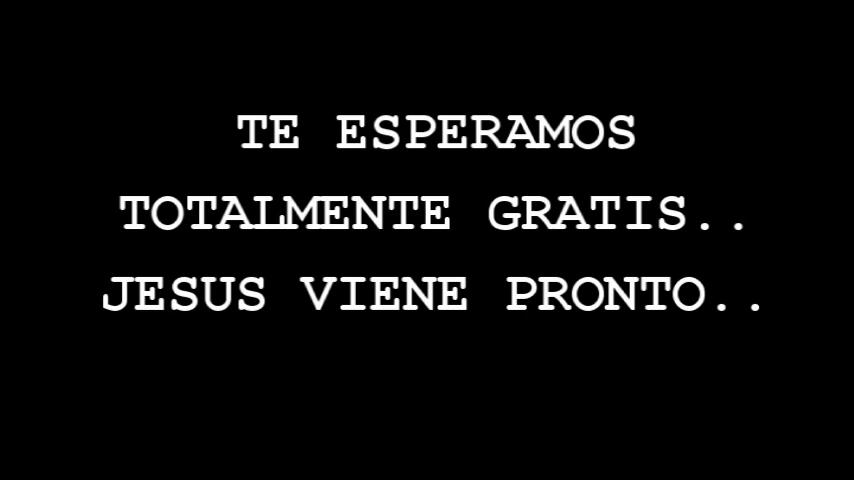 TE ESPERAMOS
TOTALMENTE GRATIS..
JESUS VIENE PRONTO..